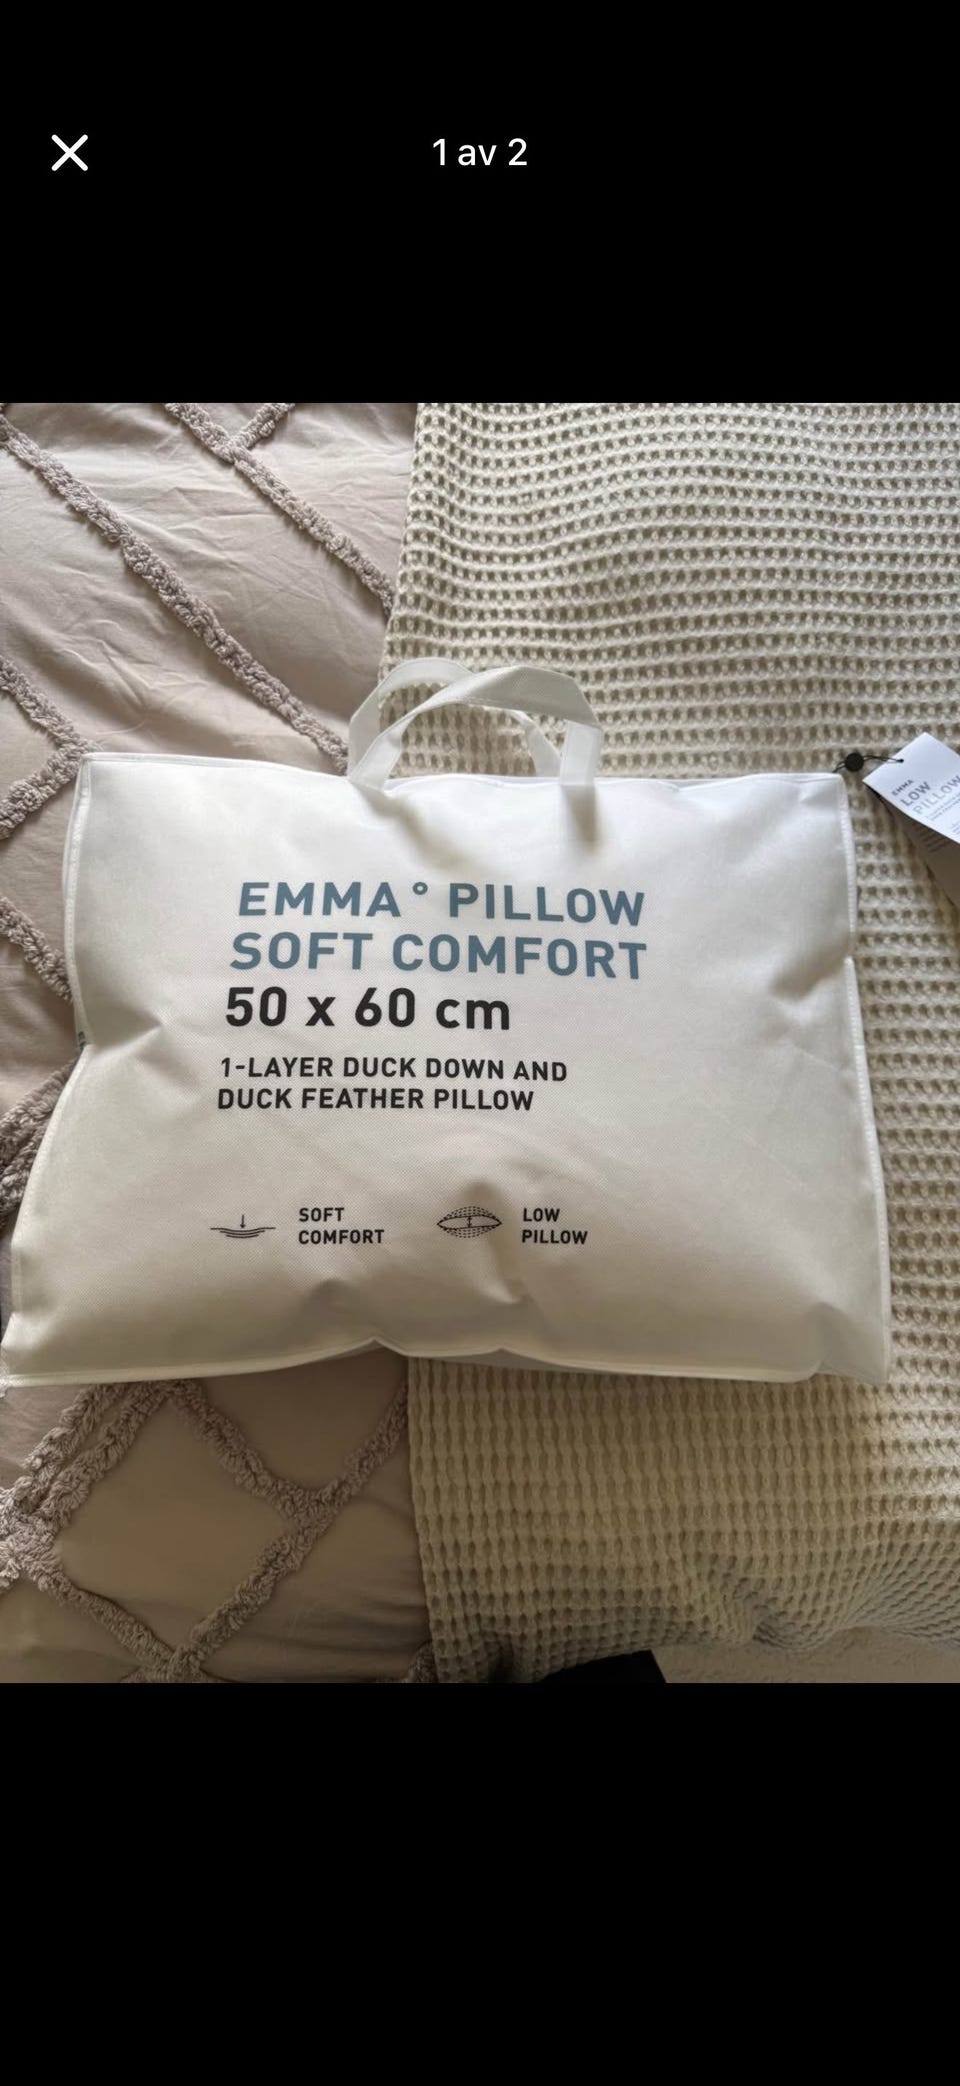 1 av 2
EMMA° PILLOW
SOFT COMFORT
50 x 60 cm
1-LAYER DUCK DOWN AND
DUCK FEATHER PILLOW
SOFT
COMFORT
LOW
PILLOW
EMMA
LOW
PILLOW